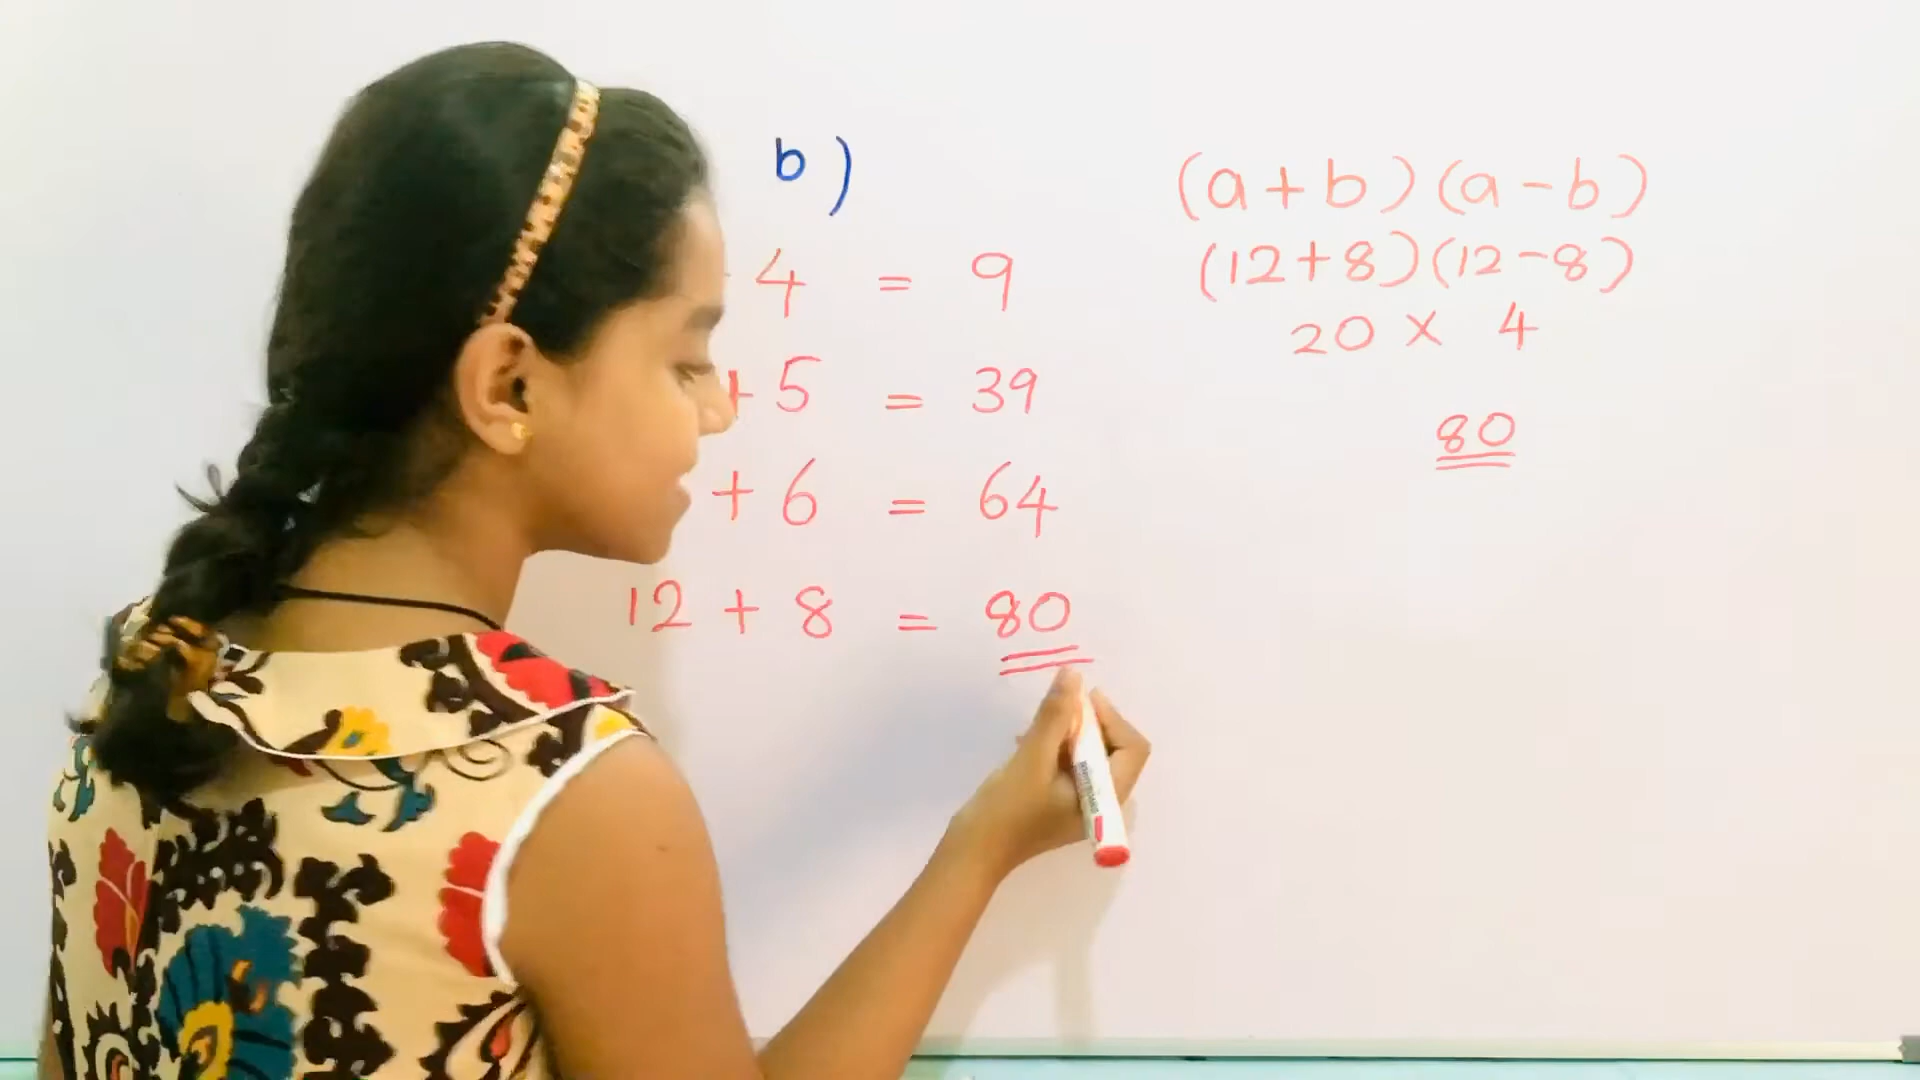 b)
4 = 9
+ 5 = 39
+ 6 = 64
12 + 8 = 80
(a+b)(a-b)
(12+8)(12-8)
20 x 4
80